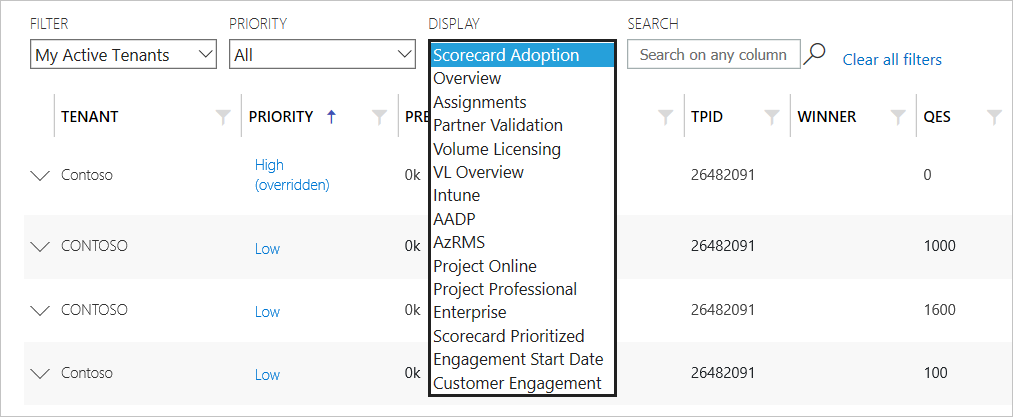 FILTER PRIORITY DISPLAY SEARCH
My Active Tenants All Scorecard Adoption Search on any column Clear all filters
Overview
Assignments
Partner Validation
Volume Licensing
VL Overview
Intune
AADP
AzRMS
Project Online
Project Professional
Enterprise
Scorecard Prioritized
Engagement Start Date
Customer Engagement
TENANT PRIORITY PRE TPID WINNER QES
Contoso High (overridden) 0k 26482091 0
CONTOSO Low 0k 26482091 1000
CONTOSO Low 0k 26482091 1600
Contoso Low 0k 26482091 100